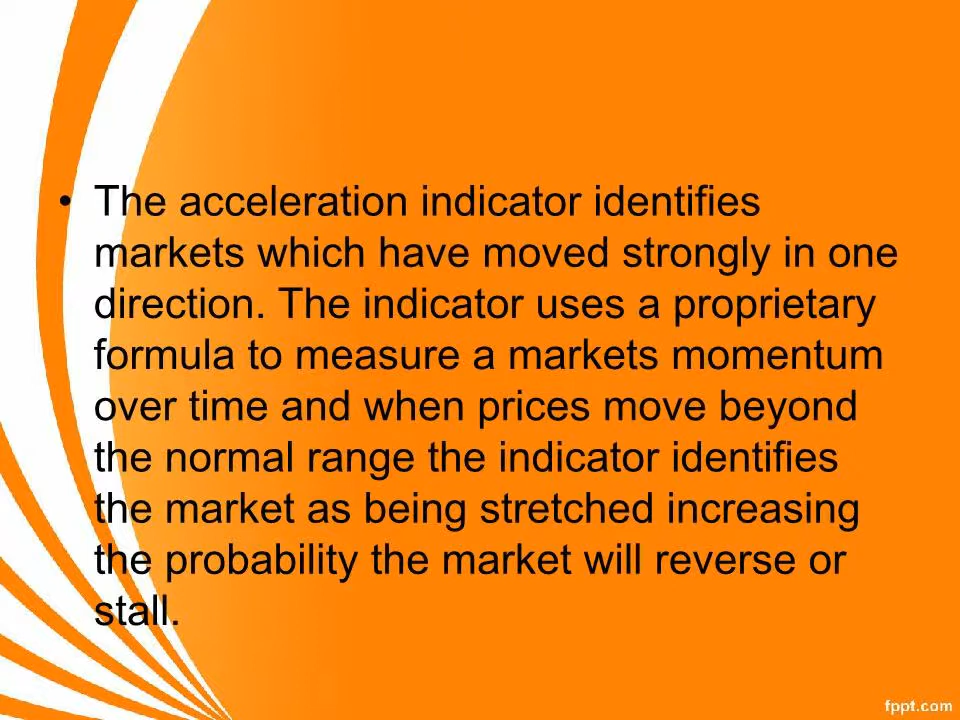 • The acceleration indicator identifies
markets which have moved strongly in one
direction. The indicator uses a proprietary
formula to measure a markets momentum
over time and when prices move beyond
the normal range the indicator identifies
the market as being stretched increasing
the probability the market will reverse or
stall.
fppt.com